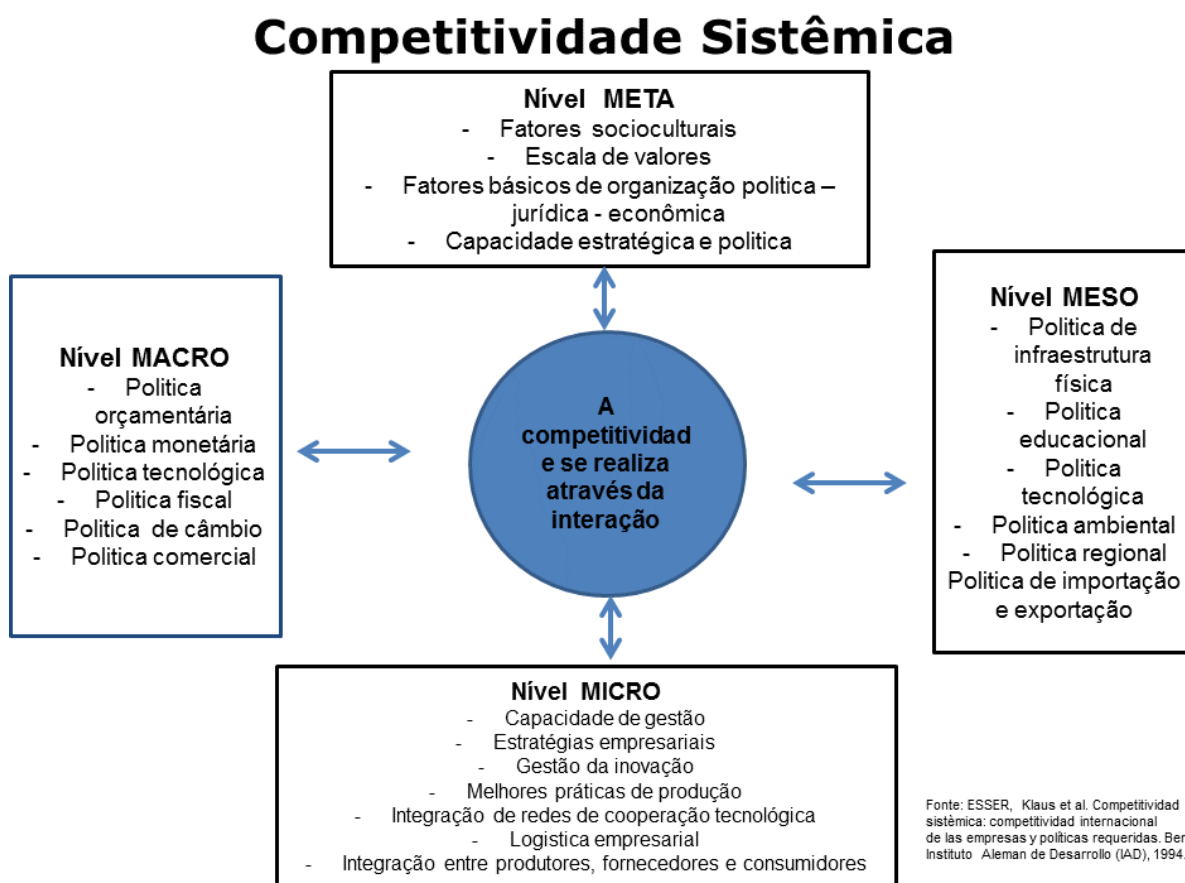 Competitividade Sistêmica
Nível META
- Fatores socioculturais
- Escala de valores
- Fatores básicos de organização politica –
jurídica - econômica
- Capacidade estratégica e politica
Nível MACRO
- Politica
orçamentária
- Politica monetária
- Politica tecnológica
- Politica fiscal
- Politica de câmbio
- Politica comercial
A
competitividad
e se realiza
através da
interação
Nível MESO
- Politica de
infraestrutura
física
- Politica
educacional
- Politica
tecnológica
- Politica ambiental
- Politica regional
Politica de importação
e exportação
Nível MICRO
- Capacidade de gestão
- Estratégias empresariais
- Gestão da inovação
- Melhores práticas de produção
- Integração de redes de cooperação tecnológica
- Logistica empresarial
- Integração entre produtores, fornecedores e consumidores
Fonte: ESSER, Klaus et al. Competitividad
sistèmica: competitividad internacional
de las empresas y políticas requeridas. Ber
Instituto Aleman de Desarrollo (IAD), 1994.